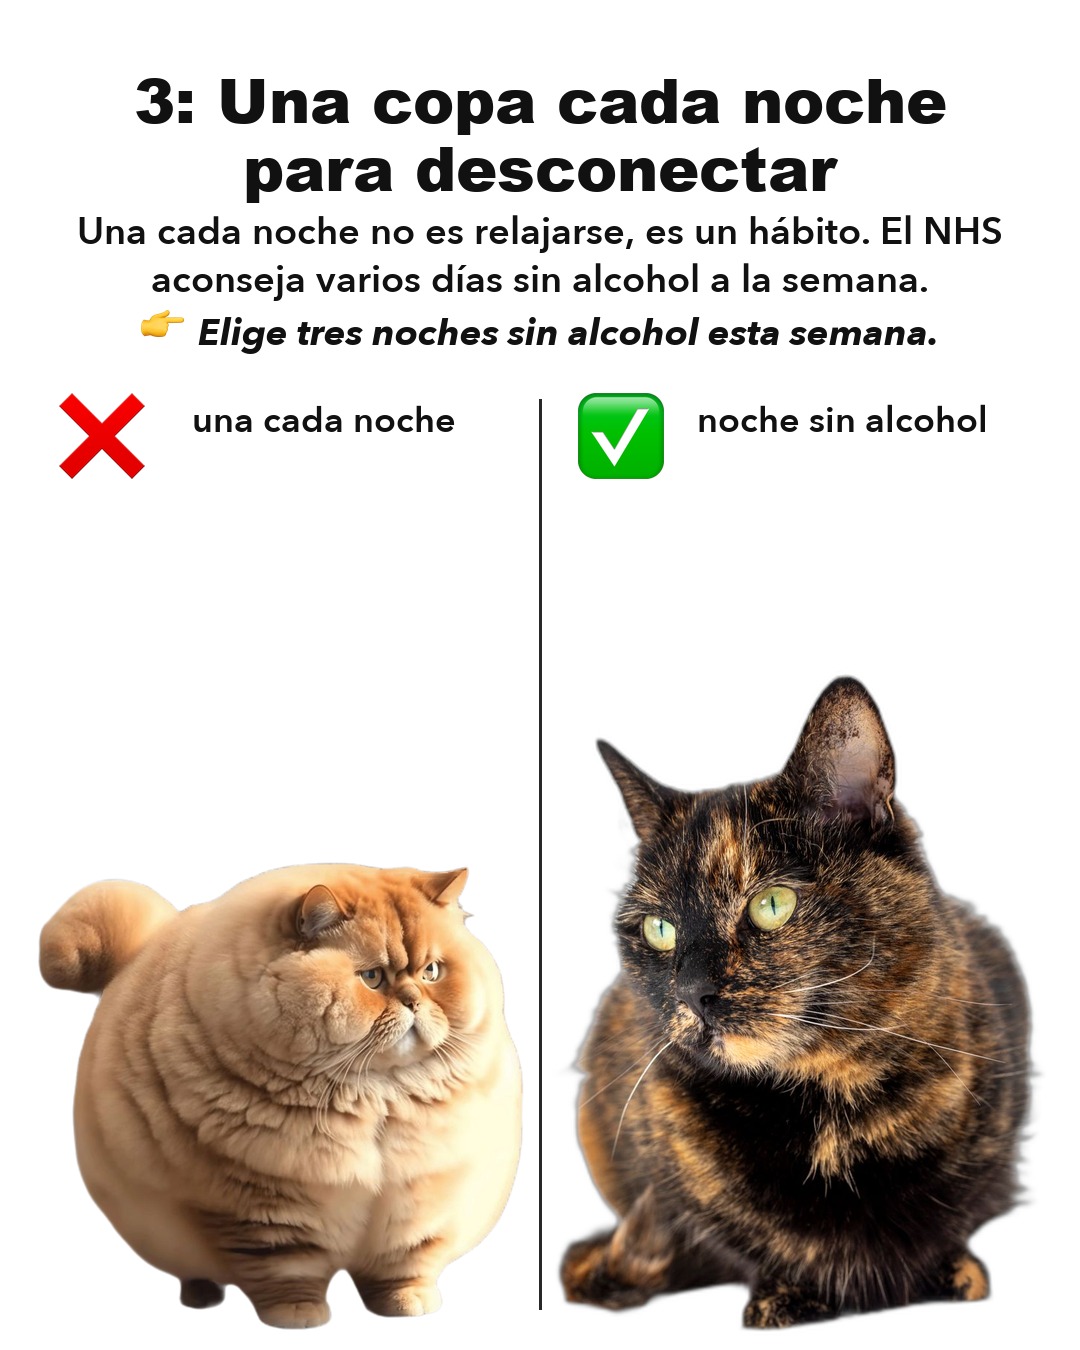 3: Una copa cada noche
para desconectar
Una cada noche no es relajarse, es un hábito. El NHS
aconseja varios días sin alcohol a la semana.
👉 Elige tres noches sin alcohol esta semana.
❌ una cada noche
✅ noche sin alcohol